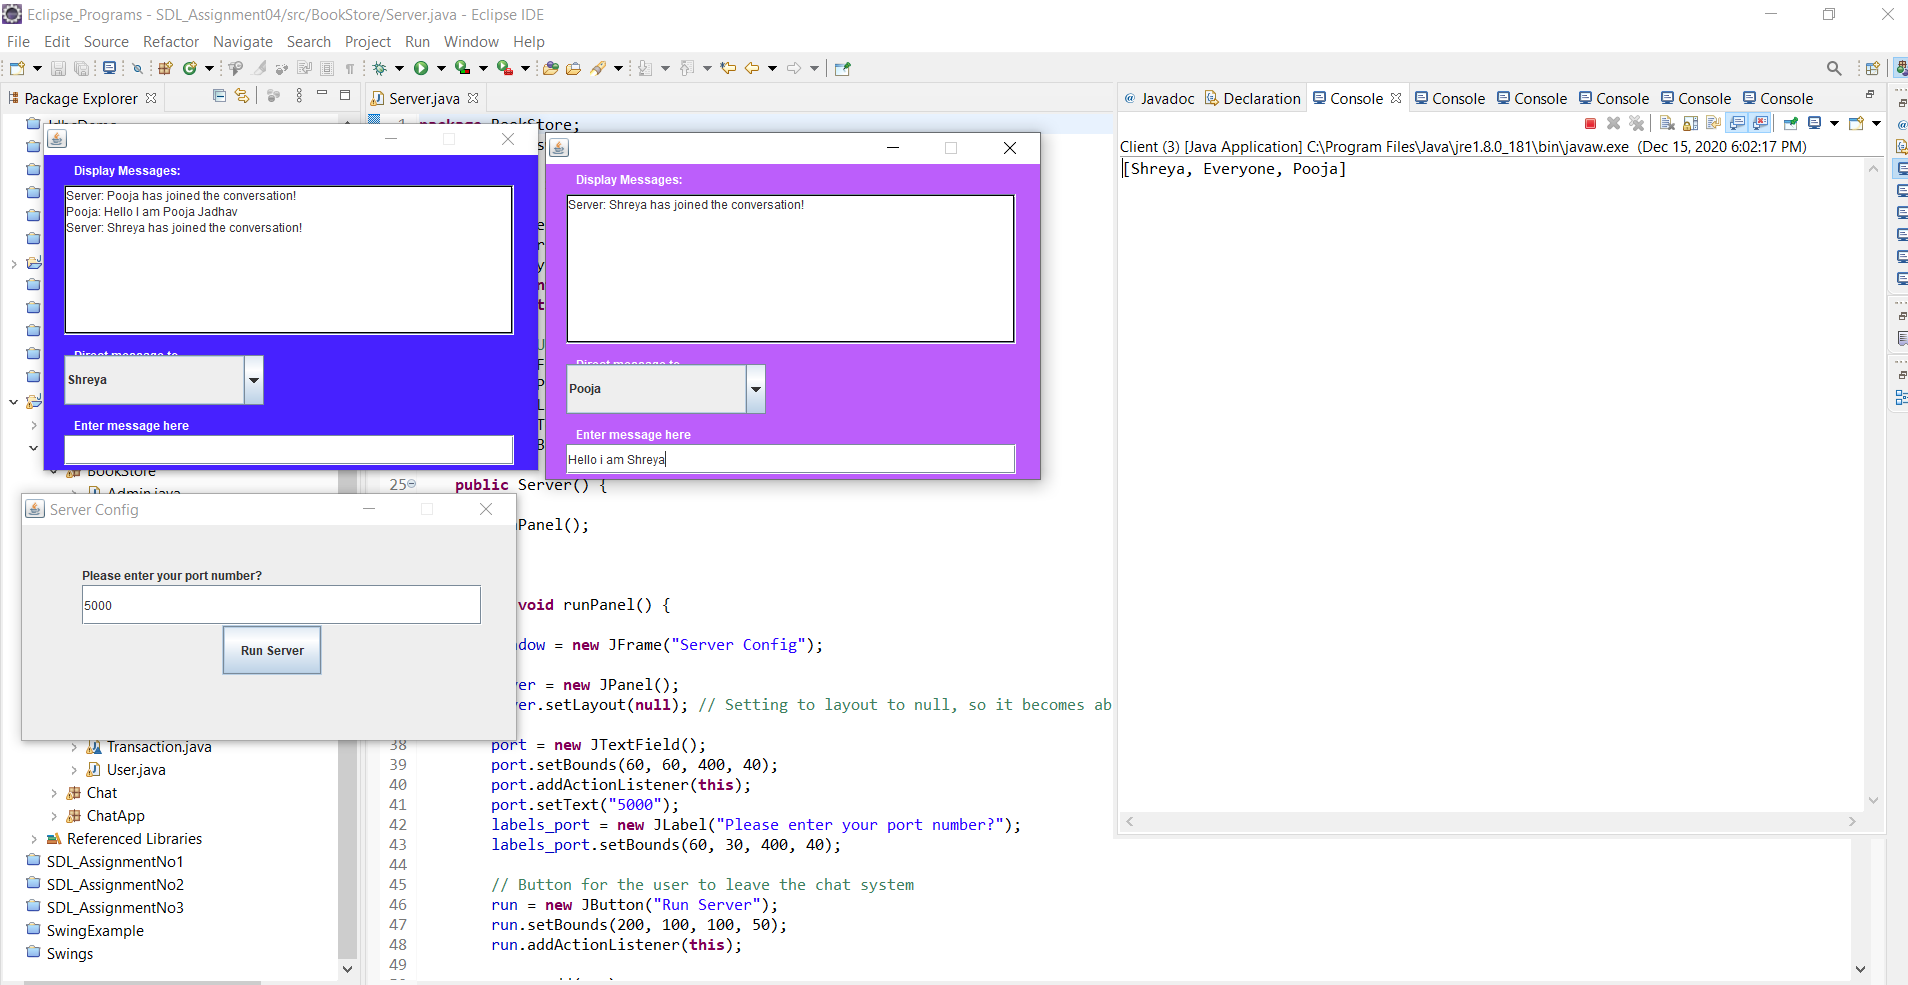 Eclipse_Programs - SDL_Assignment04/src/BookStore/Server.java - Eclipse IDE
File Edit Source Refactor Navigate Search Project Run Window Help
Package Explorer
Server.java
Javadoc Declaration Console Console Console Console Console Console
1 package BookStore;
Client (3) [Java Application] C:\Program Files\Java\jre1.8.0_181\bin\javaw.exe (Dec 15, 2020 6:02:17 PM)
[Shreya, Everyone, Pooja]
Display Messages:
Server: Pooja has joined the conversation!
Pooja: Hello I am Pooja Jadhav
Server: Shreya has joined the conversation!
Direct message to
Shreya
Enter message here
Display Messages:
Server: Shreya has joined the conversation!
Direct message to
Pooja
Enter message here
Hello i am Shreya
BookStore
Admin.java
Server Config
Please enter your port number?
5000
Run Server
Transaction.java
User.java
Chat
ChatApp
Referenced Libraries
SDL_AssignmentNo1
SDL_AssignmentNo2
SDL_AssignmentNo3
SwingExample
Swings
25 public Server() {
Panel();
void runPanel() {
dow = new JFrame("Server Config");
er = new JPanel();
er.setLayout(null); // Setting to layout to null, so it becomes ab
38 port = new JTextField();
39 port.setBounds(60, 60, 400, 40);
40 port.addActionListener(this);
41 port.setText("5000");
42 labels_port = new JLabel("Please enter your port number?");
43 labels_port.setBounds(60, 30, 400, 40);
44
45 // Button for the user to leave the chat system
46 run = new JButton("Run Server");
47 run.setBounds(200, 100, 100, 50);
48 run.addActionListener(this);
49